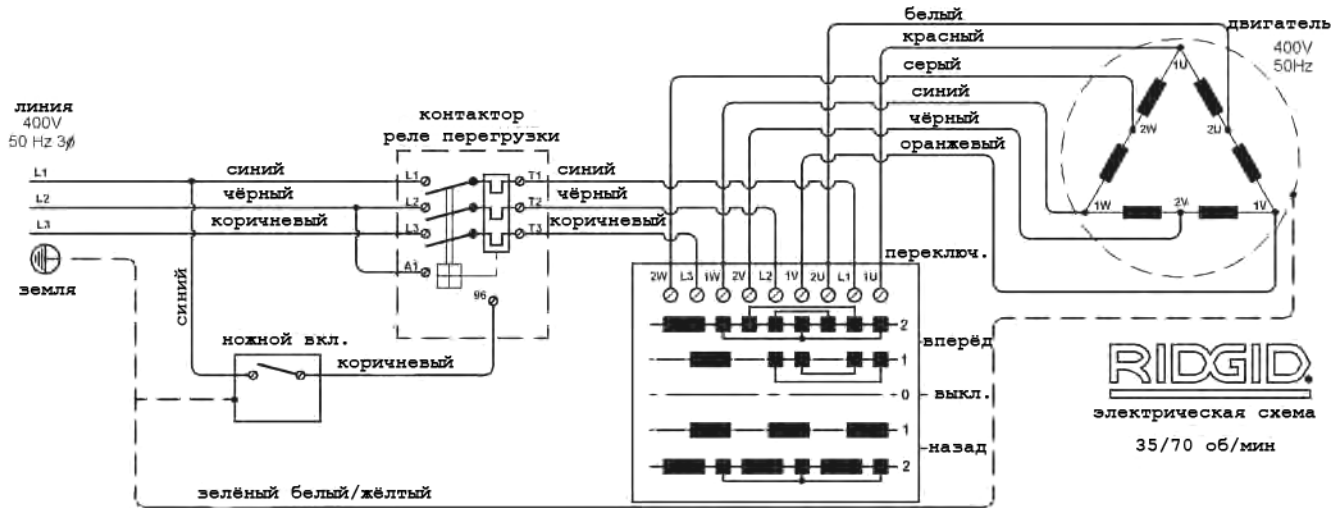 белый
двигатель
400V
50Hz
красный
серый
синий
чёрный
оранжевый
1U
2W
2U
1W
2V
1V
линия
400V
50 Hz 3ø
контактор
реле перегрузки
L1
синий
L1
T1
синий
L2
чёрный
L2
T2
чёрный
L3
коричневый
L3
T3
коричневый
A1
96
земля
синий
ножной вкл.
коричневый
переключ.
2W L3 1W 2V L2 1V 2U L1 1U
2
вперёд
1
0
выкл.
1
назад
2
RIDGID
электрическая схема
35/70 об/мин
зелёный белый/жёлтый